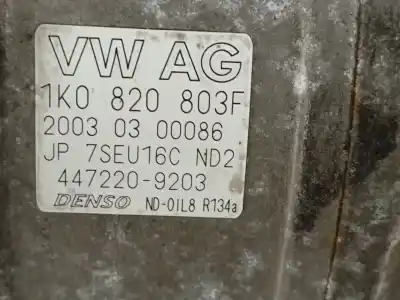 VW AG
1K0 820 803F
2003 03 00086
JP 7SEU16C ND2
447220-9203
DENSO ND-OIL8 R134a